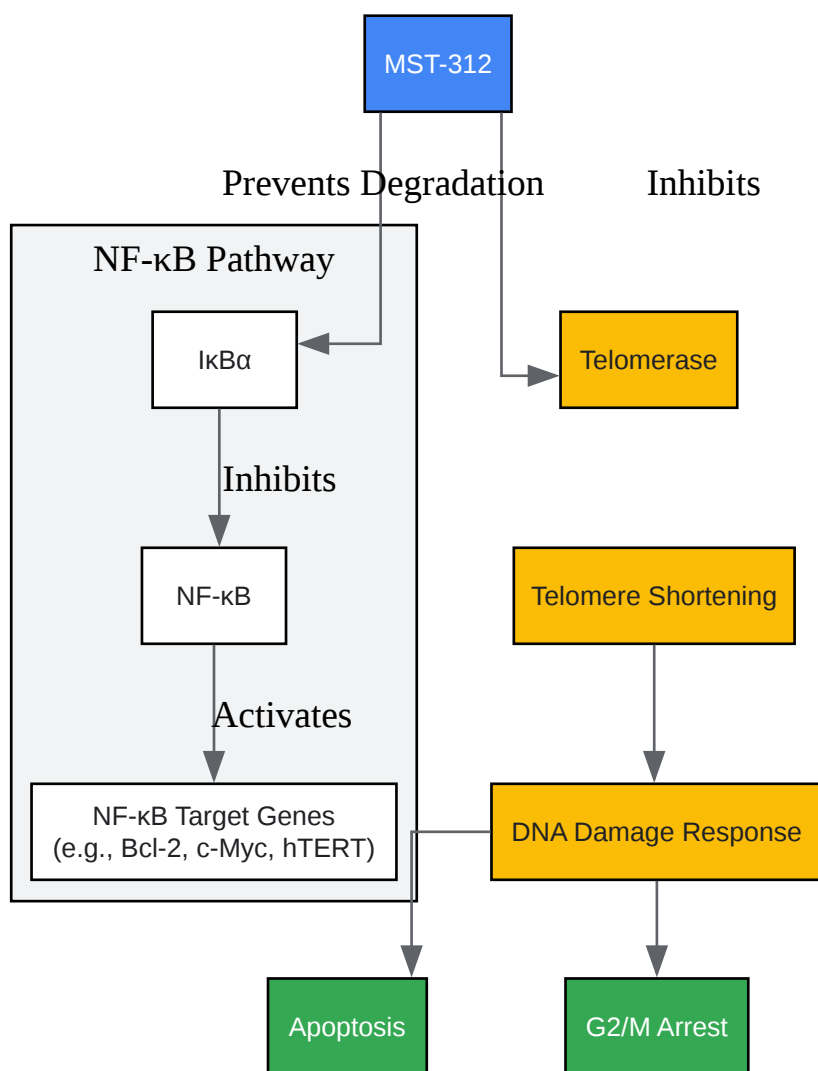 MST-312
Prevents Degradation
Inhibits
NF-κB Pathway
IκBα
Telomerase
Inhibits
NF-κB
Telomere Shortening
Activates
NF-κB Target Genes
(e.g., Bcl-2, c-Myc, hTERT)
DNA Damage Response
Apoptosis
G2/M Arrest